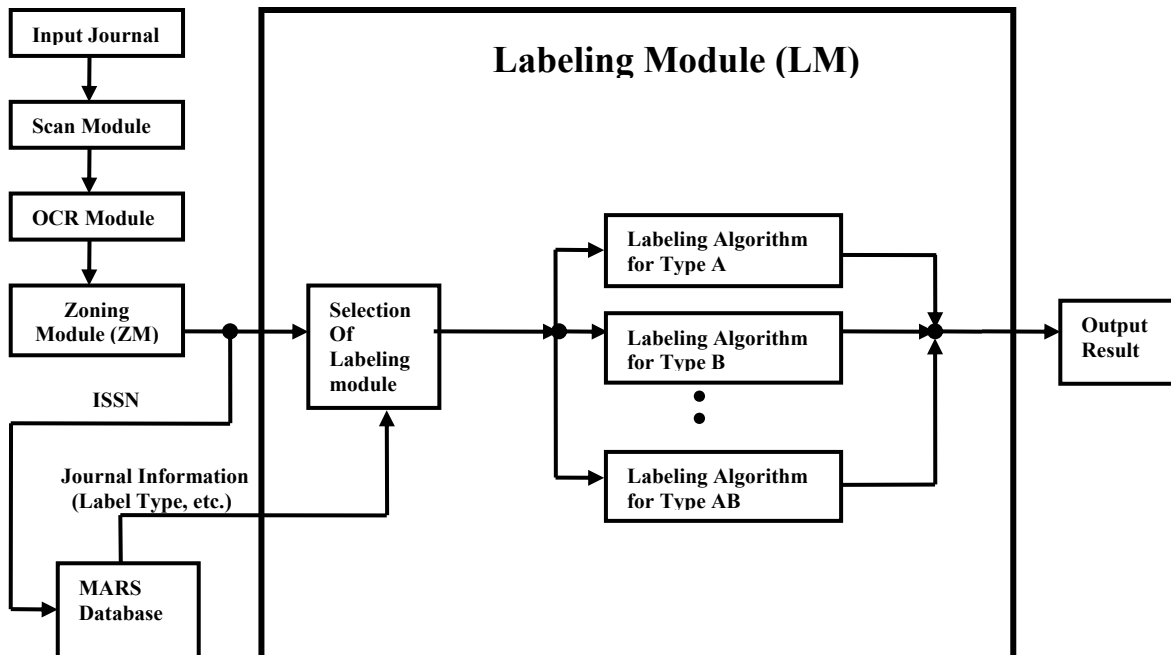 Input Journal
Scan Module
OCR Module
Zoning
Module (ZM)
ISSN
Journal Information
(Label Type, etc.)
MARS
Database
Labeling Module (LM)
Selection
Of
Labeling
module
Labeling Algorithm
for Type A
Labeling Algorithm
for Type B
Labeling Algorithm
for Type AB
Output
Result